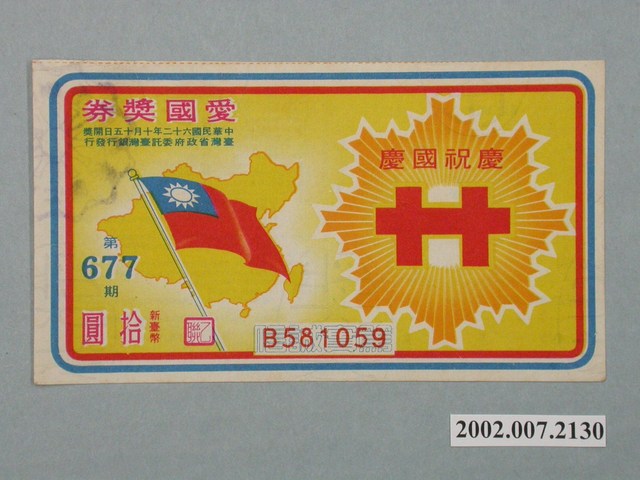 愛國獎券
中華民國六十二年十月十五日開獎
臺灣省政府委託臺灣銀行發行
慶祝國慶
第
677
期
新臺幣
拾圓
乙聯
B581059
2002.007.2130